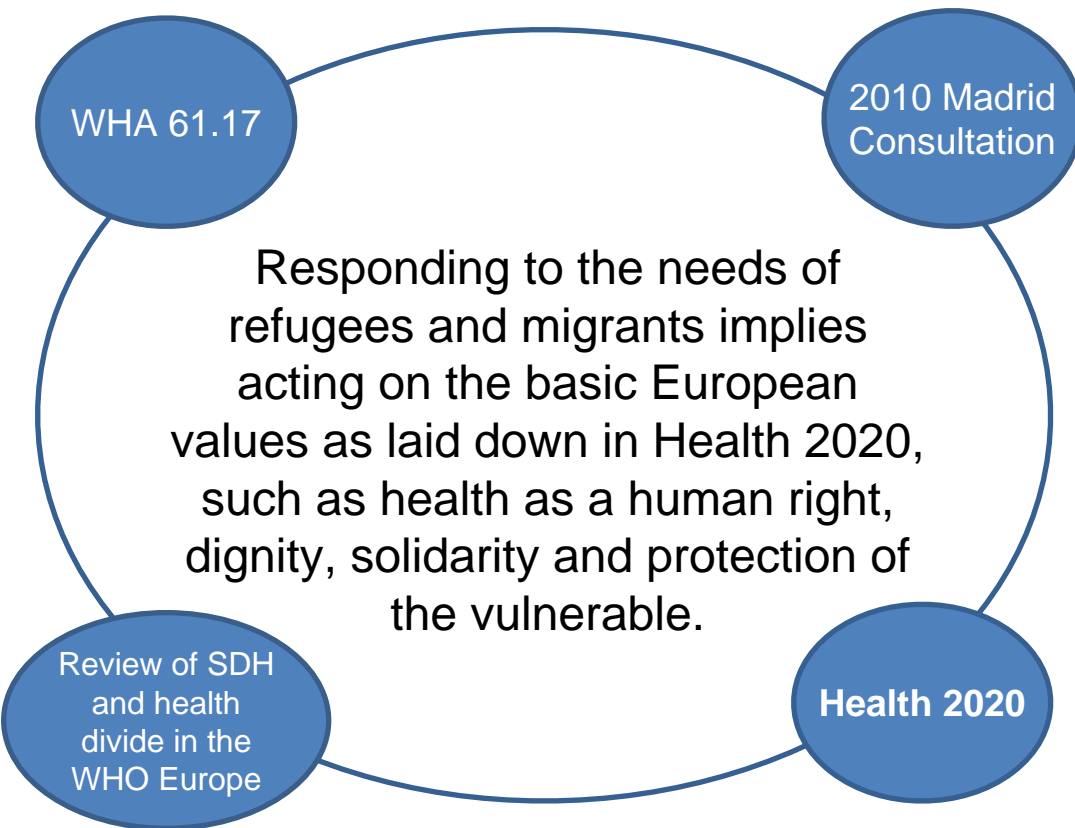 WHA 61.17
2010 Madrid
Consultation
Responding to the needs of
refugees and migrants implies
acting on the basic European
values as laid down in Health 2020,
such as health as a human right,
dignity, solidarity and protection of
the vulnerable.
Review of SDH
and health
divide in the
WHO Europe
Health 2020